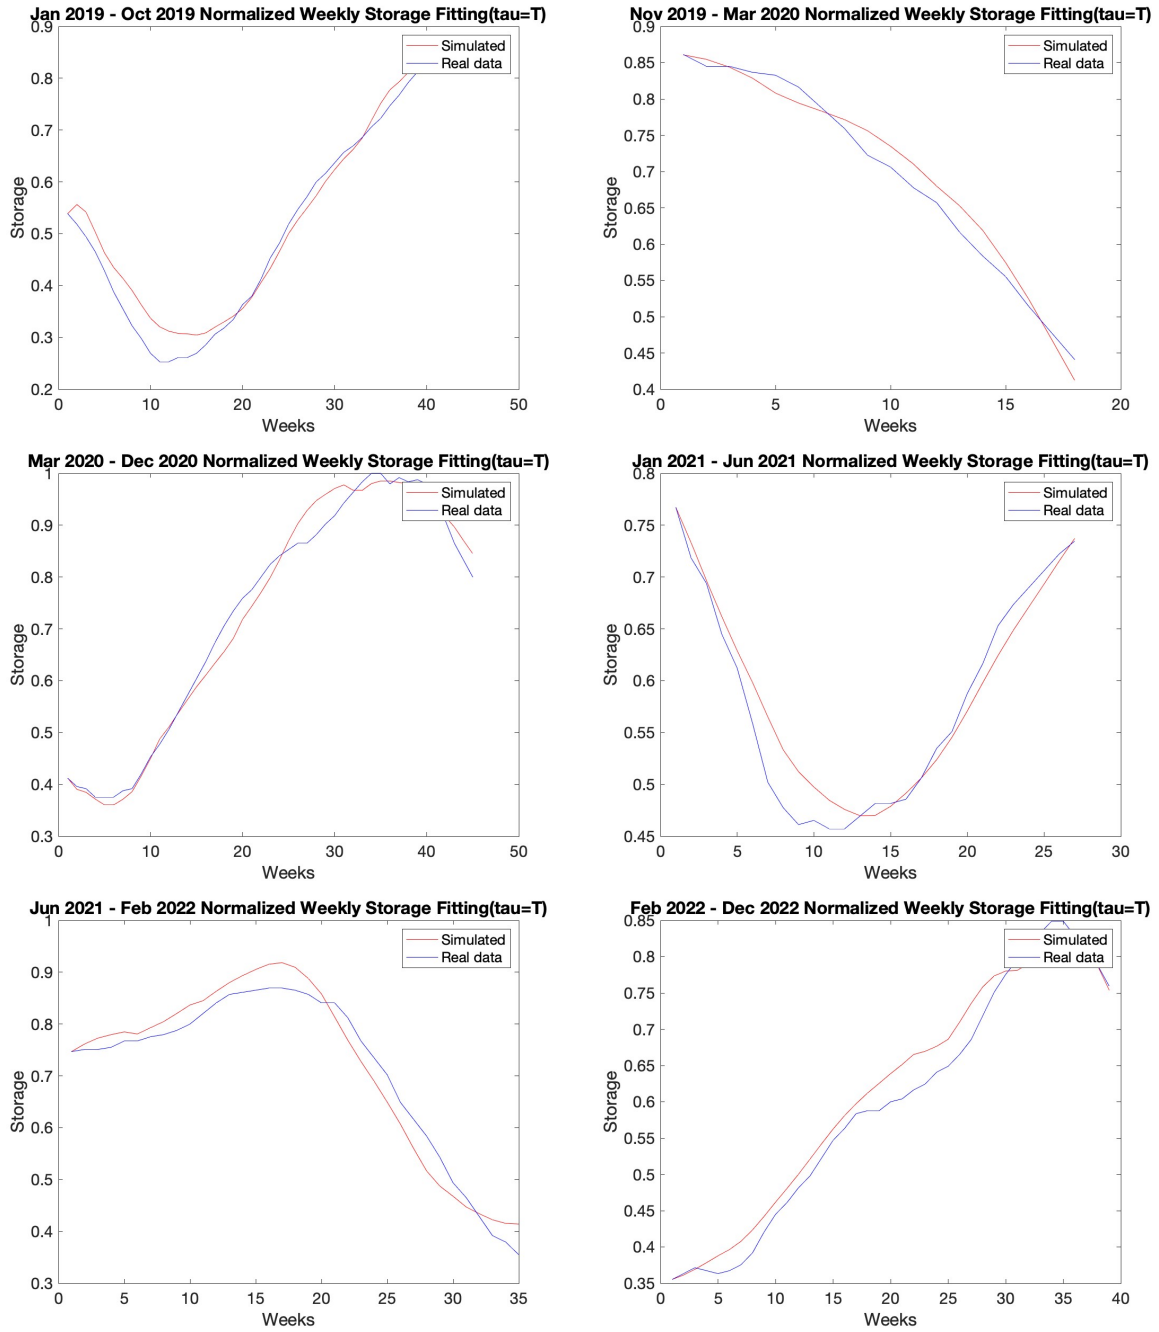 Jan 2019 - Oct 2019 Normalized Weekly Storage Fitting(tau=T)
0.9
0.8
0.7
0.6
0.5
0.4
0.3
0.2
Storage
0 10 20 30 40 50
Weeks
Simulated
Real data
Nov 2019 - Mar 2020 Normalized Weekly Storage Fitting(tau=T)
0.9
0.85
0.8
0.75
0.7
0.65
0.6
0.55
0.5
0.45
0.4
Storage
0 5 10 15 20
Weeks
Simulated
Real data
Mar 2020 - Dec 2020 Normalized Weekly Storage Fitting(tau=T)
1
0.9
0.8
0.7
0.6
0.5
0.4
0.3
Storage
0 10 20 30 40 50
Weeks
Simulated
Real data
Jan 2021 - Jun 2021 Normalized Weekly Storage Fitting(tau=T)
0.8
0.75
0.7
0.65
0.6
0.55
0.5
0.45
Storage
0 5 10 15 20 25 30
Weeks
Simulated
Real data
Jun 2021 - Feb 2022 Normalized Weekly Storage Fitting(tau=T)
1
0.9
0.8
0.7
0.6
0.5
0.4
0.3
Storage
0 5 10 15 20 25 30 35
Weeks
Simulated
Real data
Feb 2022 - Dec 2022 Normalized Weekly Storage Fitting(tau=T)
0.85
0.8
0.75
0.7
0.65
0.6
0.55
0.5
0.45
0.4
0.35
Storage
0 5 10 15 20 25 30 35 40
Weeks
Simulated
Real data